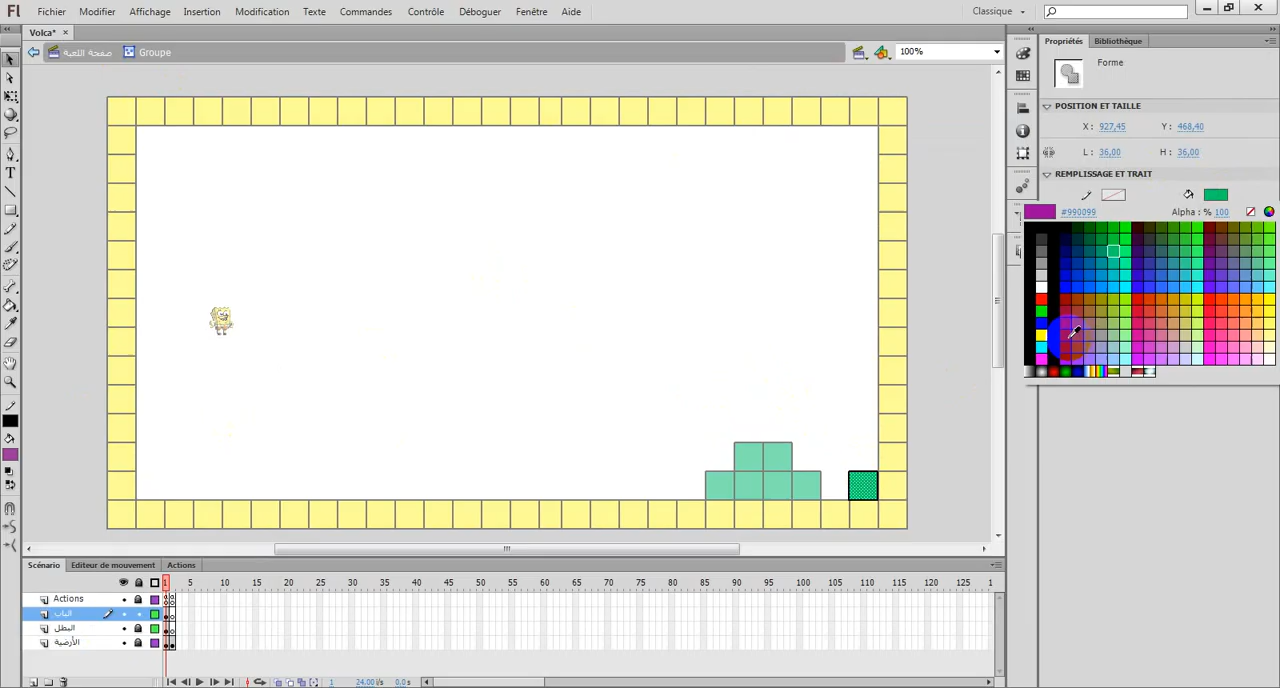 Fl Fichier Modifier Affichage Insertion Modification Texte Commandes Contrôle Déboguer Fenêtre Aide Classique
Volca* ×
صفحة اللعبة Groupe 100%
Propriétés Bibliothèque
Forme
POSITION ET TAILLE
X: 927,45 Y: 468,40
L: 36,00 H: 36,00
REMPLISSAGE ET TRAIT
#990099 Alpha : % 100
Scénario Editeur de mouvement Actions
1 5 10 15 20 25 30 35 40 45 50 55 60 65 70 75 80 85 90 95 100 105 110 115 120 125 1
Actions
الباب
البطل
الأرضية
1 24,00 i/s 0.0 s